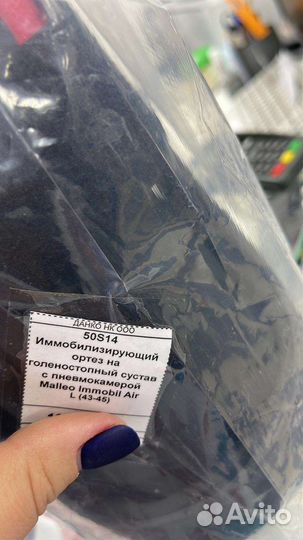 ДАНКО НК ООО
50S14
Иммобилизирующий
ортез на
голеностопный сустав
с пневмокамерой
Malleo Immobil Air
L (43-45)
Avito